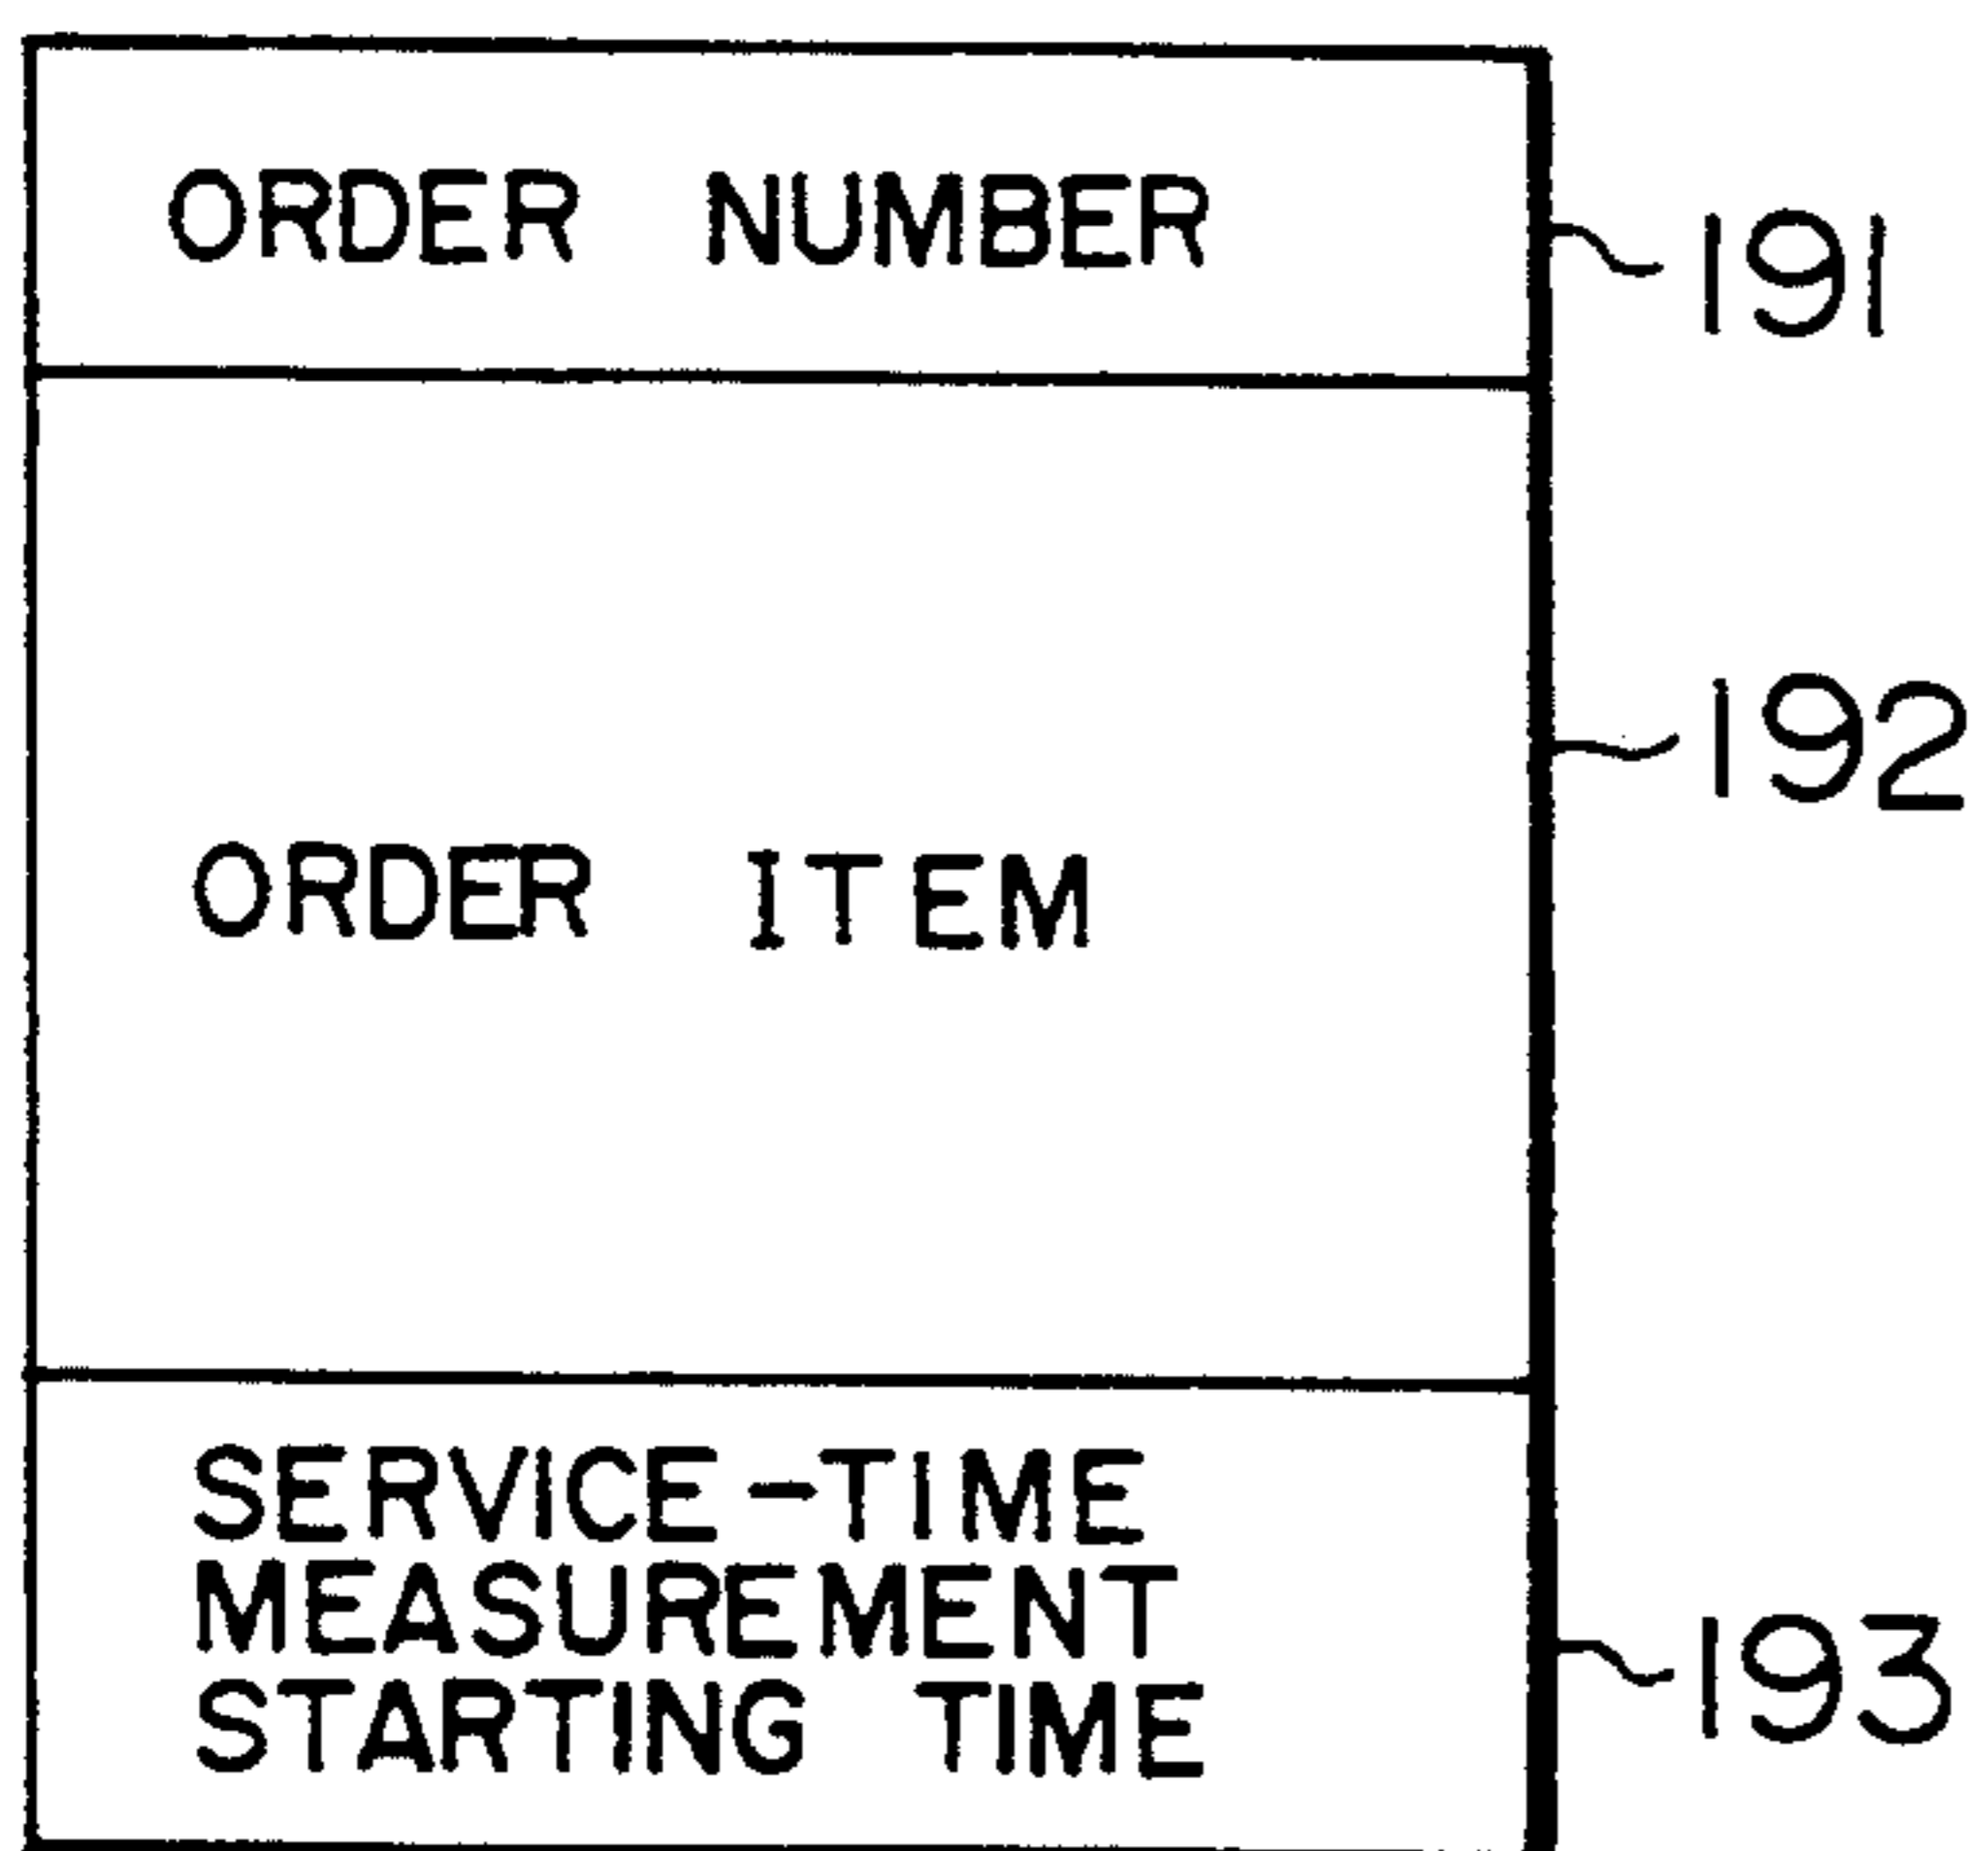 ORDER NUMBER
191
192
ORDER ITEM
SERVICE-TIME
MEASUREMENT
STARTING TIME
193